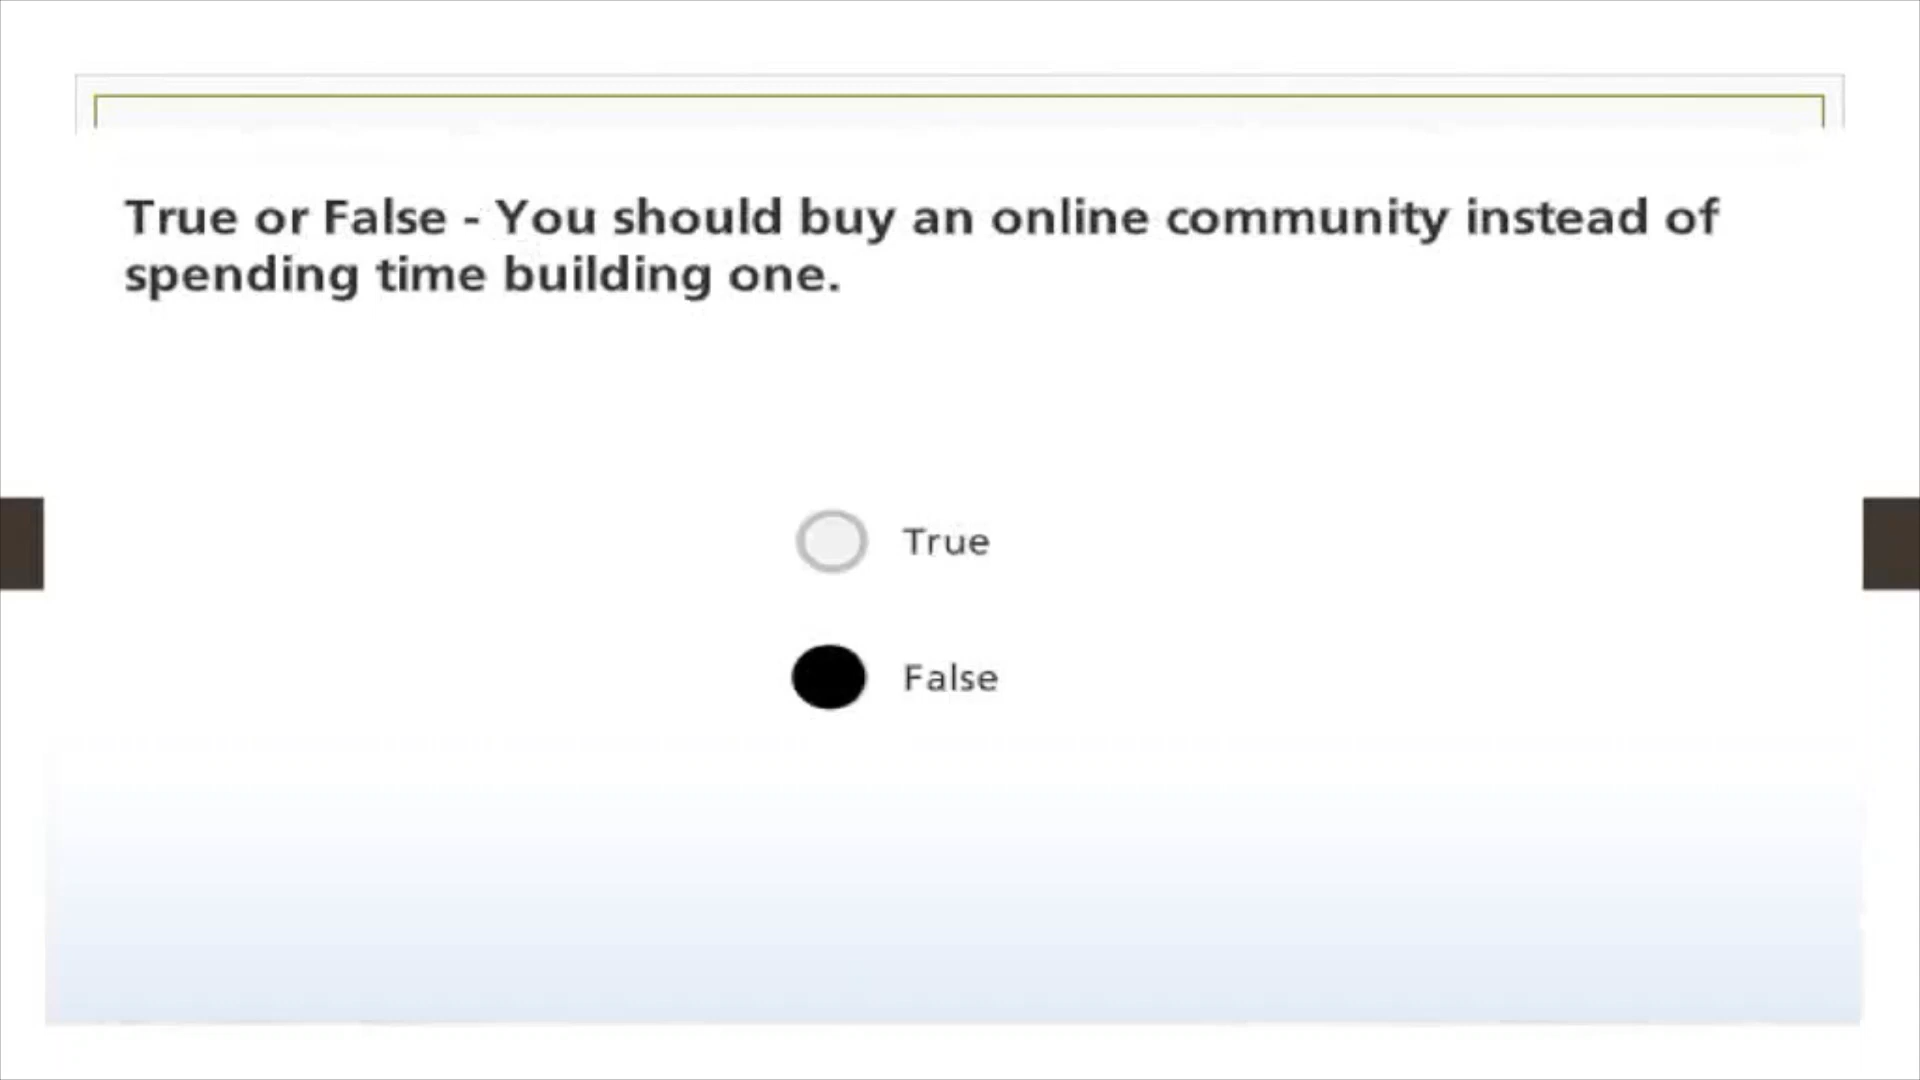 True or False - You should buy an online community instead of
spending time building one.
True
False